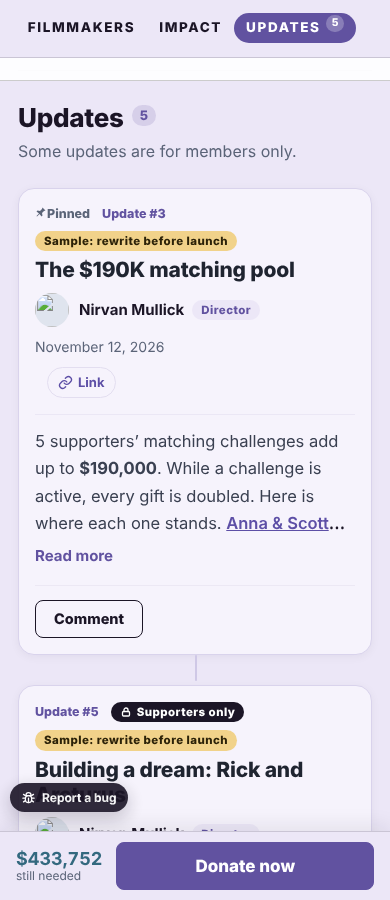 FILMMAKERS IMPACT UPDATES 5
Updates 5
Some updates are for members only.
Pinned Update #3
Sample: rewrite before launch
The $190K matching pool
Nirvan Mullick Director
November 12, 2026
Link
5 supporters’ matching challenges add
up to $190,000. While a challenge is
active, every gift is doubled. Here is
where each one stands. Anna & Scott...
Read more
Comment
Update #5 Supporters only
Sample: rewrite before launch
Building a dream: Rick and
Report a bug
Nirvan Mullick Director
$433,752
still needed
Donate now